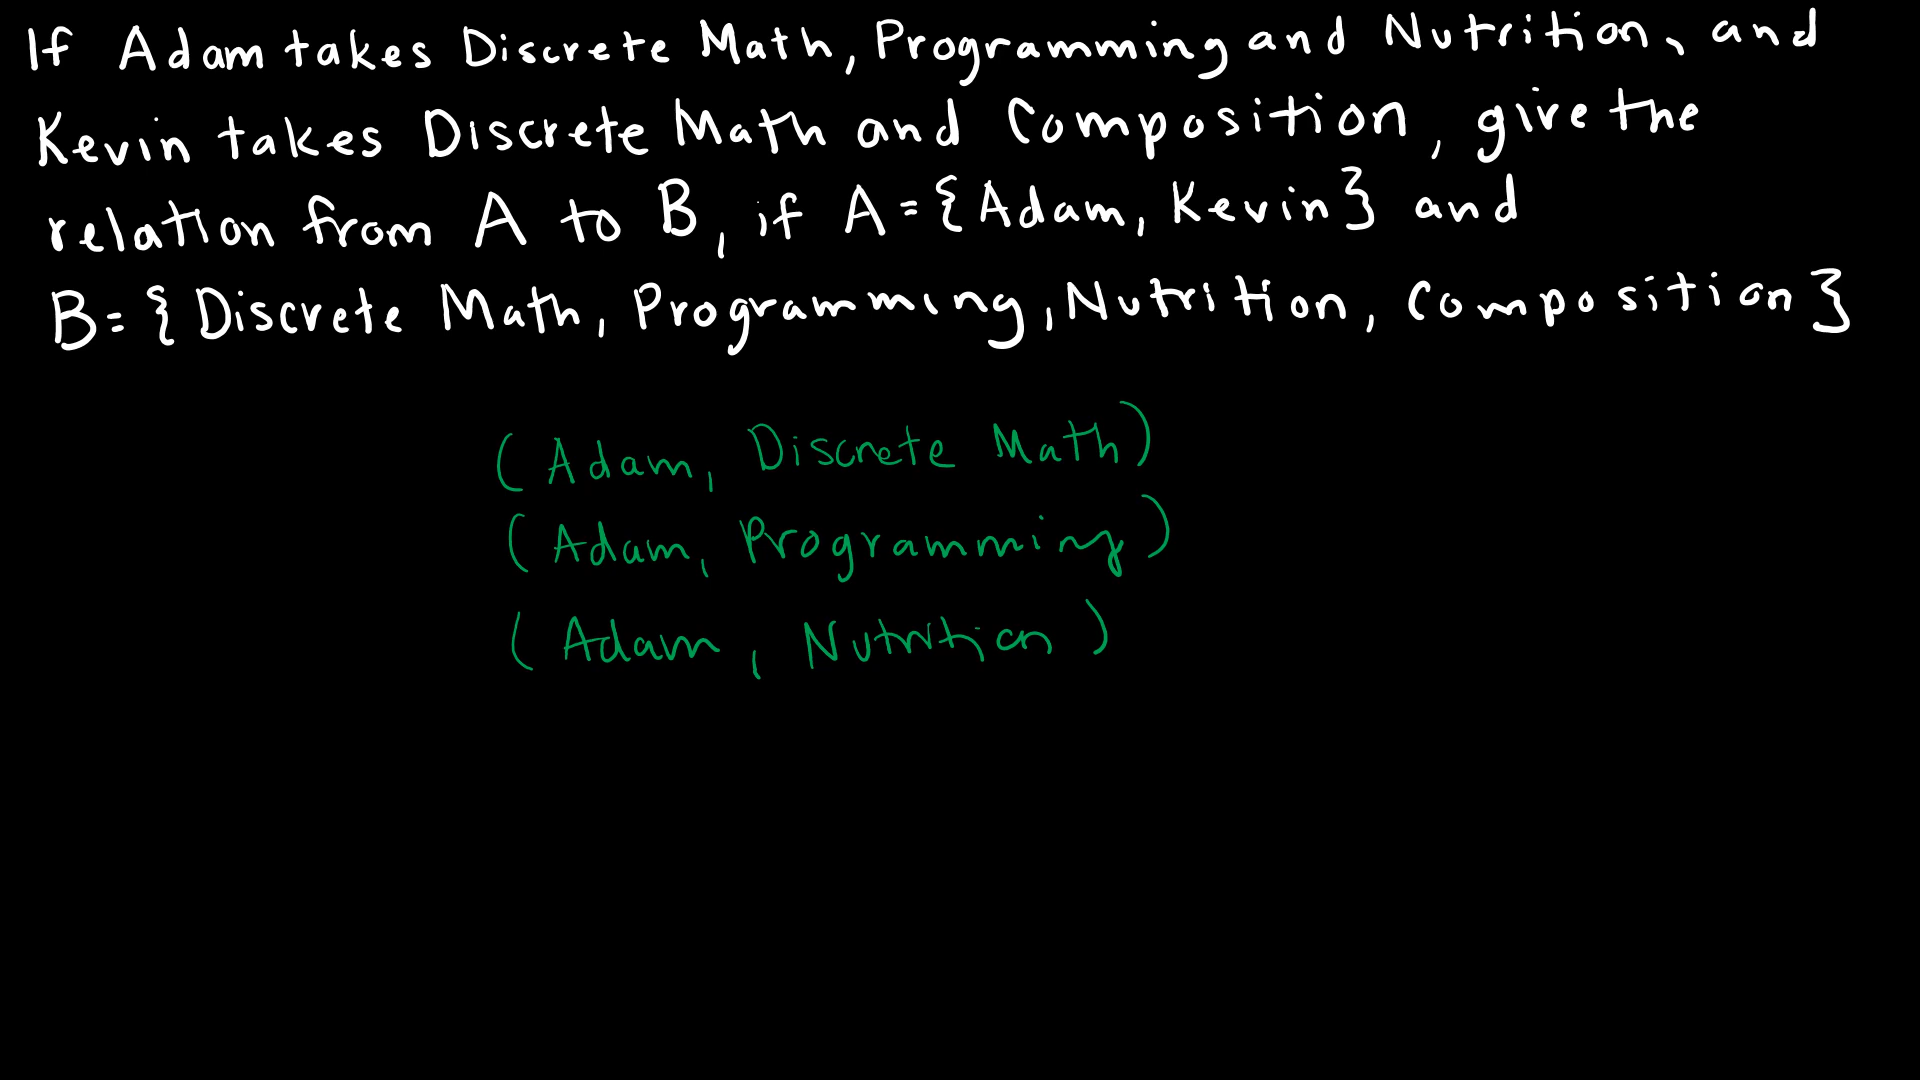 If Adam takes Discrete Math, Programming and Nutrition, and
Kevin takes Discrete Math and Composition, give the
relation from A to B, if A = {Adam, Kevin} and
B = { Discrete Math, Programming, Nutrition, Composition }
( Adam, Discrete Math)
( Adam, Programming )
( Adam, Nutrition )